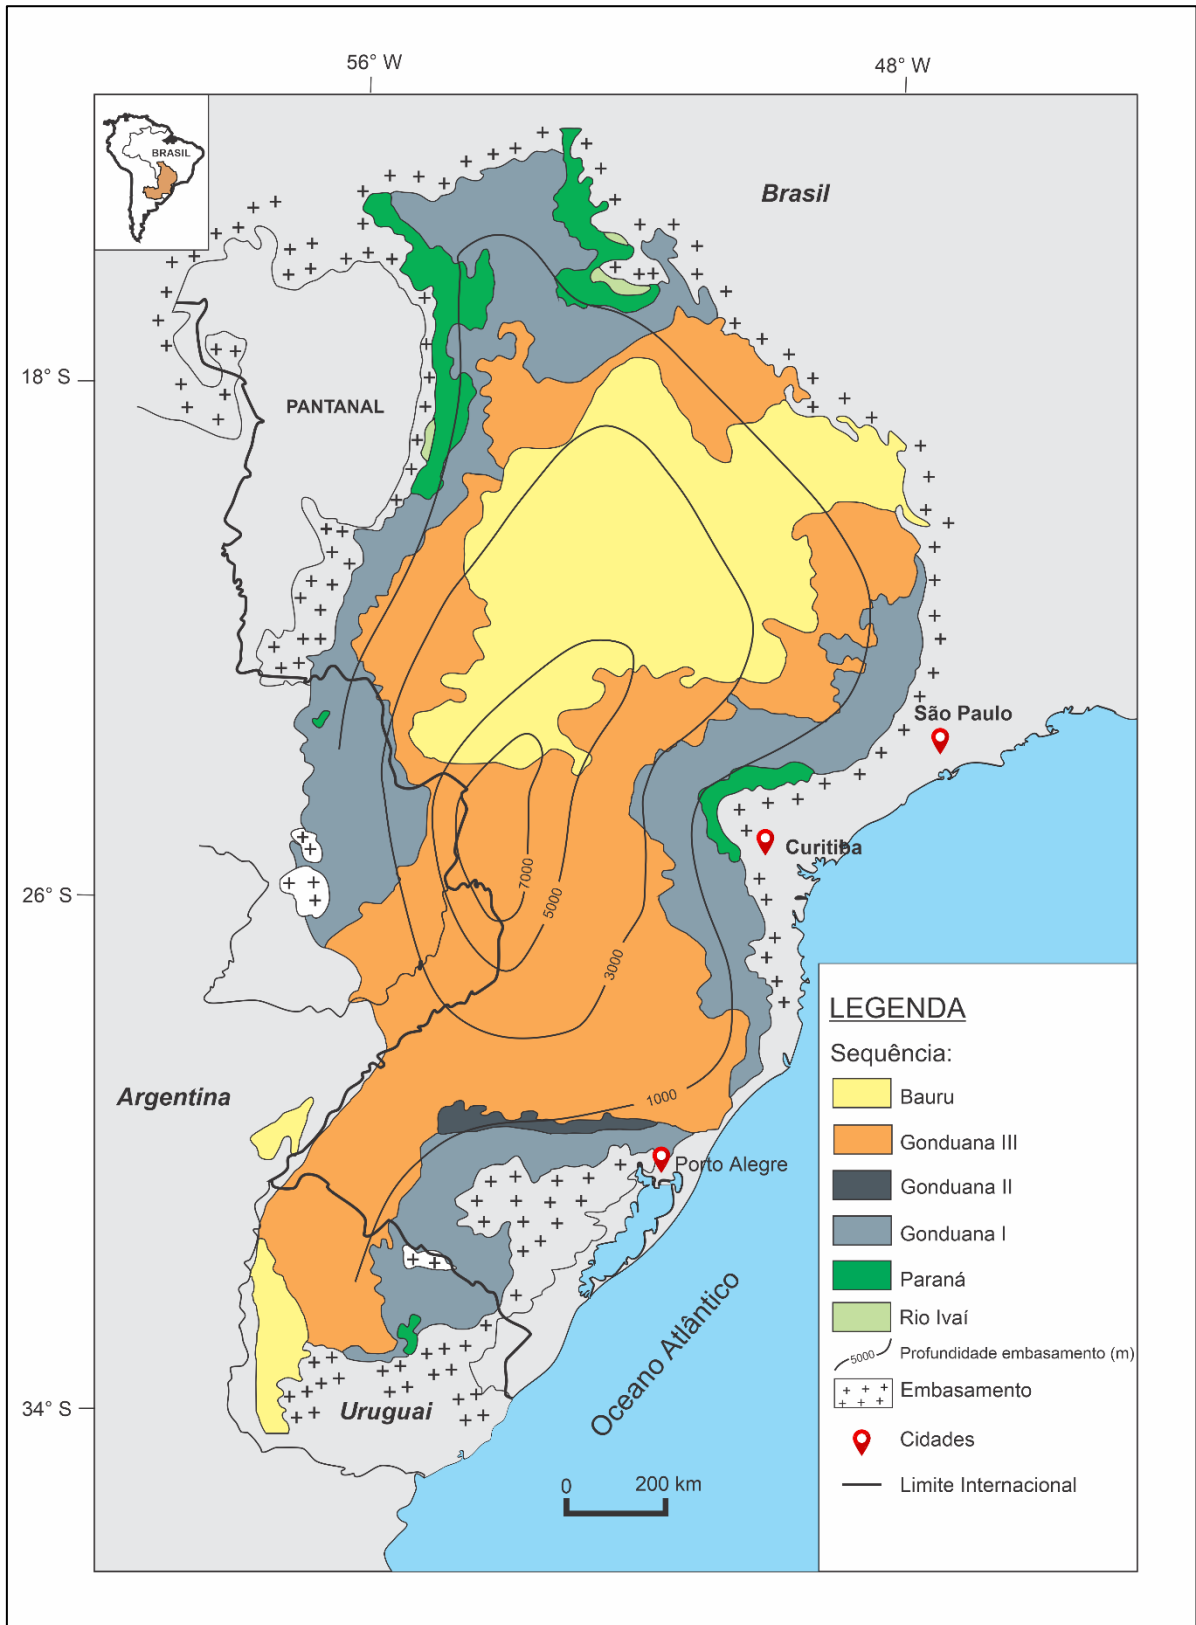 56° W
48° W
BRASIL
Brasil
18° S
PANTANAL
São Paulo
Curitiba
26° S
7000
5000
3000
1000
Argentina
Porto Alegre
Oceano Atlântico
34° S
Uruguai
0 200 km
LEGENDA
Sequência:
Bauru
Gonduana III
Gonduana II
Gonduana I
Paraná
Rio Ivaí
5000 Profundidade embasamento (m)
Embasamento
Cidades
Limite Internacional